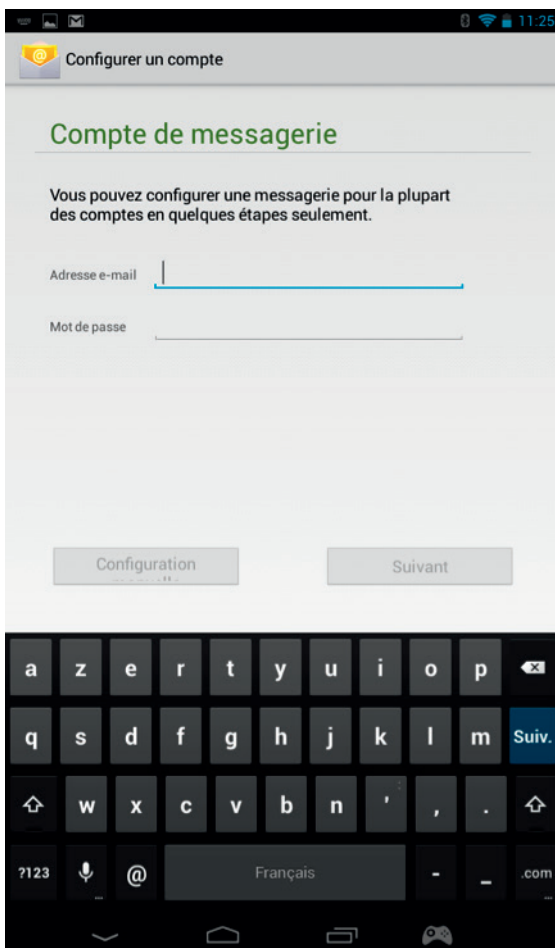 11:25
Configurer un compte
Compte de messagerie
Vous pouvez configurer une messagerie pour la plupart
des comptes en quelques étapes seulement.
Adresse e-mail
Mot de passe
Configuration
Suivant
a z e r t y u i o p
q s d f g h j k l m Suiv.
w x c v b n ' , .
?123 @ Français - _ .com